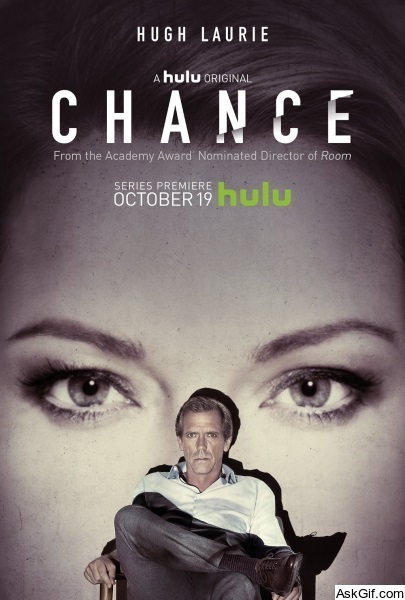 HUGH LAURIE
A hulu ORIGINAL
CHANCE
From the Academy Award® Nominated Director of Room
SERIES PREMIERE
OCTOBER 19 hulu
AskGif.com